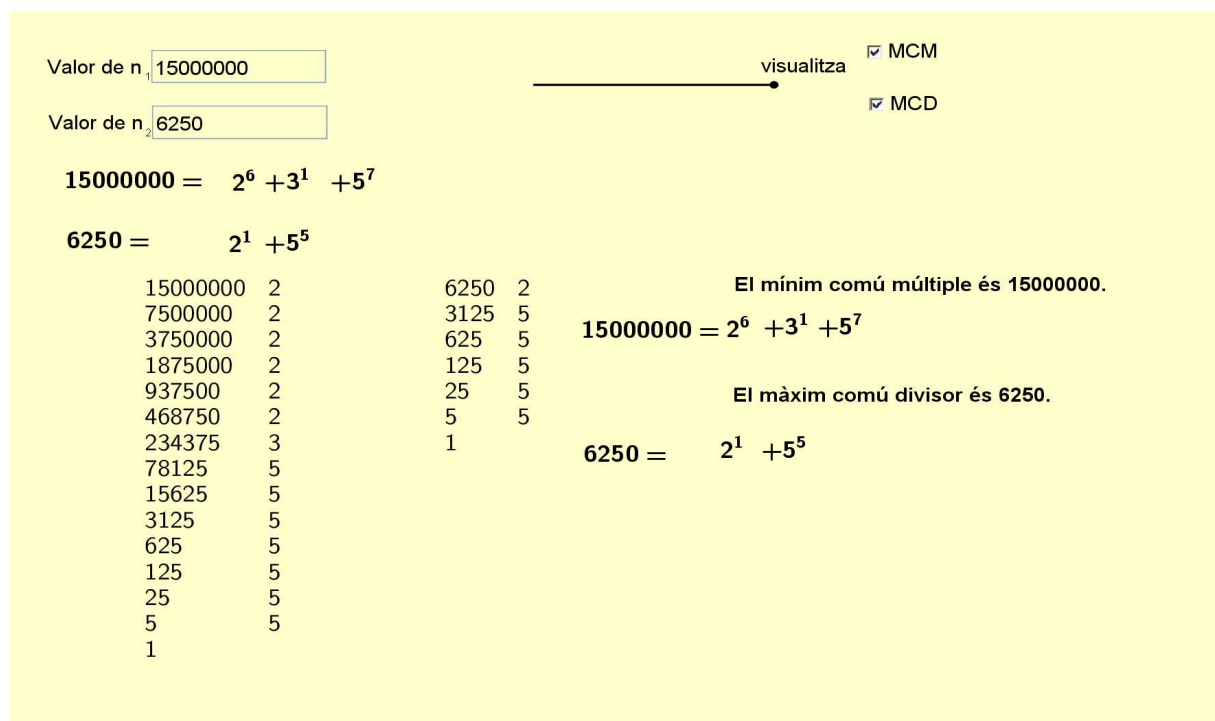 Valor de n₁ 15000000
visualitza
MCM
Valor de n₂ 6250
MCD
15000000 = 2⁶ +3¹ +5⁷
6250 = 2¹ +5⁵
15000000 2
7500000 2
3750000 2
1875000 2
937500 2
468750 2
234375 3
78125 5
15625 5
3125 5
625 5
125 5
25 5
5 5
1
6250 2
3125 5
625 5
125 5
25 5
5 5
1
El mínim comú múltiple és 15000000.
15000000 = 2⁶ +3¹ +5⁷
El màxim comú divisor és 6250.
6250 = 2¹ +5⁵